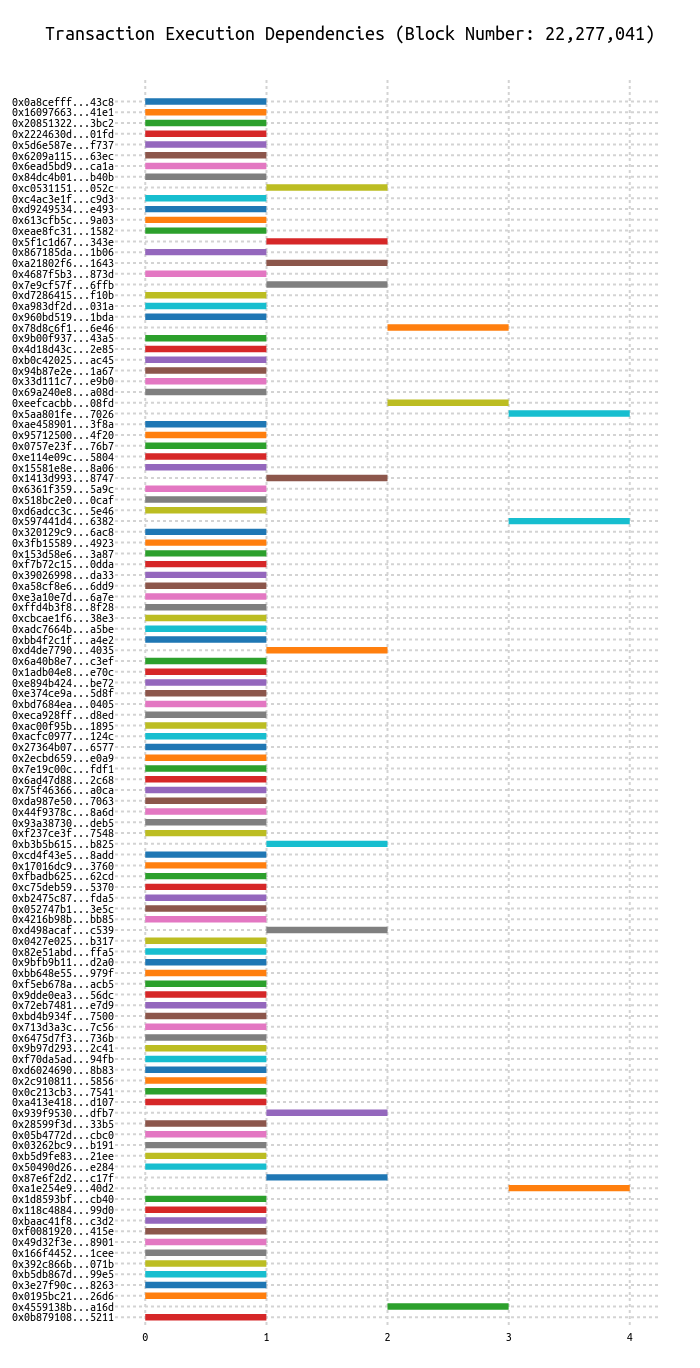 Transaction Execution Dependencies (Block Number: 22,277,041)
0x0a8cefff...43c8
0x16097663...41e1
0x20851322...3bc2
0x2224630d...01fd
0x5d6e587e...f737
0x6209a115...63ec
0x6ead5bd9...ca1a
0x84dc4b01...b40b
0xc0531151...052c
0xc4ac3e1f...c9d3
0xd9249534...e493
0x613cfb5c...9a03
0xeae8fc31...1582
0x5f1c1d67...343e
0x867185da...1b06
0xa21802f6...1643
0x4687f5b3...873d
0x7e9cf57f...6ffb
0xd7286415...f10b
0xa983df2d...031a
0x960bd519...1bda
0x78d8c6f1...6e46
0x9b00f937...43a5
0x4d18d43c...2e85
0xb0c42025...ac45
0x94b87e2e...1a67
0x33d111c7...e9b0
0x69a240e8...a08d
0xeefcacbb...08fd
0x5aa801fe...7026
0xae458901...3f8a
0x95712500...4f20
0x0757e23f...76b7
0xe114e09c...5804
0x15581e8e...8a06
0x1413d993...8747
0x6361f359...5a9c
0x518bc2e0...0caf
0xd6adcc3c...5e46
0x597441d4...6382
0x320129c9...6ac8
0x3fb15589...4923
0x153d58e6...3a87
0xf7b72c15...0dda
0x39026998...da33
0xa58cf8e6...6dd9
0xe3a10e7d...6a7e
0xffd4b3f8...8f28
0xcbcae1f6...38e3
0xadc7664b...a5be
0xbb4f2c1f...a4e2
0xd4de7790...4035
0x6a40b8e7...c3ef
0x1adb04e8...e70c
0xe894b424...be72
0xe374ce9a...5d8f
0xbd7684ea...0405
0xeca928ff...d8ed
0xac00f95b...1895
0xacfc0977...124c
0x27364b07...6577
0x2ecbd659...e0a9
0x7e19c00c...fdf1
0x6ad47d88...2c68
0x75f46366...a0ca
0xda987e50...7063
0x44f9378c...8a6d
0x93a38730...deb5
0xf237ce3f...7548
0xb3b5b615...b825
0xcd4f43e5...8add
0x17016dc9...3760
0xfbadb625...62cd
0xc75deb59...5370
0xb2475c87...fda5
0x052747b1...3e5c
0x4216b98b...bb85
0xd498acaf...c539
0x0427e025...b317
0x82e51abd...ffa5
0x9bfb9b11...d2a0
0xbb648e55...979f
0xf5eb678a...acb5
0x9dde0ea3...56dc
0x72eb7481...e7d9
0xbd4b934f...7500
0x713d3a3c...7c56
0x6475d7f3...736b
0x9b97d293...2c41
0xf70da5ad...94fb
0xd6024690...8b83
0x2c910811...5856
0x0c213cb3...7541
0xa413e418...d107
0x939f9530...dfb7
0x28599f3d...33b5
0x05b4772d...cbc0
0x03262bc9...b191
0xb5d9fe83...21ee
0x50490d26...e284
0x87e6f2d2...c17f
0xa1e254e9...40d2
0x1d8593bf...cb40
0x118c4884...99d0
0xbaac41f8...c3d2
0xf0081920...415e
0x49d32f3e...8901
0x166f4452...1cee
0x392c866b...071b
0xb5db867d...99e5
0x3e27f90c...8263
0x0195bc21...26d6
0x4559138b...a16d
0x0b879108...5211
0 1 2 3 4